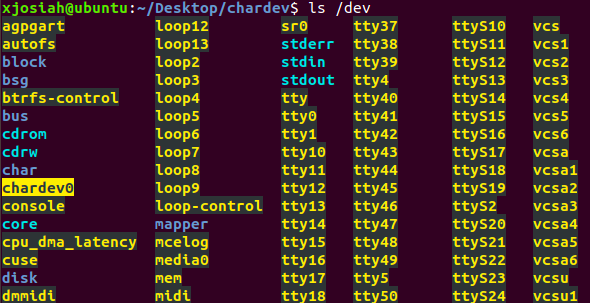 xjosiah@ubuntu:~/Desktop/chardev$ ls /dev
agpgart loop12 sr0 tty37 ttyS10 vcs
autofs loop13 stderr tty38 ttyS11 vcs1
block loop2 stdin tty39 ttyS12 vcs2
bsg loop3 stdout tty4 ttyS13 vcs3
btrfs-control loop4 tty tty40 ttyS14 vcs4
bus loop5 tty0 tty41 ttyS15 vcs5
cdrom loop6 tty1 tty42 ttyS16 vcs6
cdrw loop7 tty10 tty43 ttyS17 vcsa
char loop8 tty11 tty44 ttyS18 vcsa1
chardev0 loop9 tty12 tty45 ttyS19 vcsa2
console loop-control tty13 tty46 ttyS2 vcsa3
core mapper tty14 tty47 ttyS20 vcsa4
cpu_dma_latency mcelog tty15 tty48 ttyS21 vcsa5
cuse media0 tty16 tty49 ttyS22 vcsa6
disk mem tty17 tty5 ttyS23 vcsu
dmmidi midi tty18 tty50 ttyS24 vcsu1